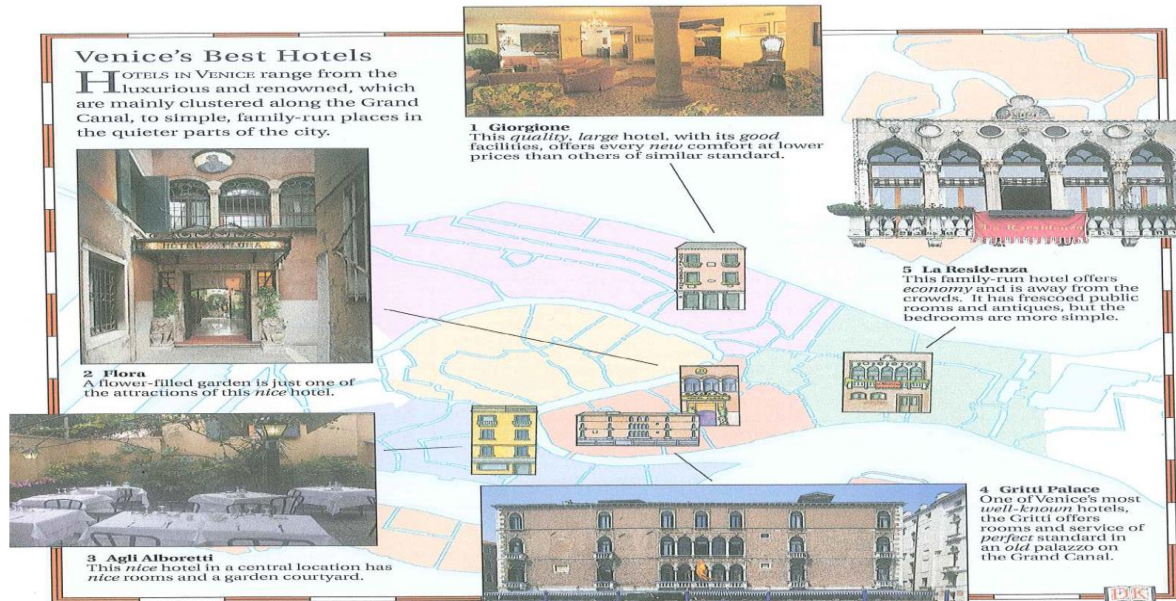 Venice's Best Hotels
HOTELS IN VENICE range from the
luxurious and renowned, which
are mainly clustered along the Grand
Canal, to simple, family-run places in
the quieter parts of the city.
1 Giorgione
This quality, large hotel, with its good
facilities, offers every new comfort at lower
prices than others of similar standard.
2 Flora
A flower-filled garden is just one of
the attractions of this nice hotel.
3 Agli Alboretti
This nice hotel in a central location has
nice rooms and a garden courtyard.
4 Gritti Palace
One of Venice's most
well-known hotels,
the Gritti offers
rooms and service of
perfect standard in
an old palazzo on
the Grand Canal.
5 La Residenza
This family-run hotel offers
economy and is away from the
crowds. It has frescoed public
rooms and antiques, but the
bedrooms are more simple.
DK